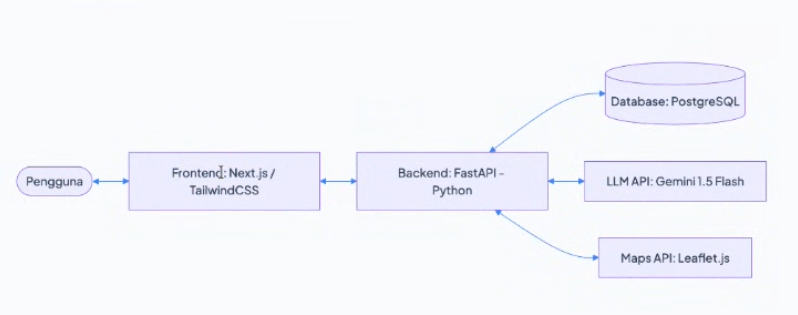 Pengguna
Frontend: Next.js /
TailwindCSS
Backend: FastAPI -
Python
Database: PostgreSQL
LLM API: Gemini 1.5 Flash
Maps API: Leaflet.js